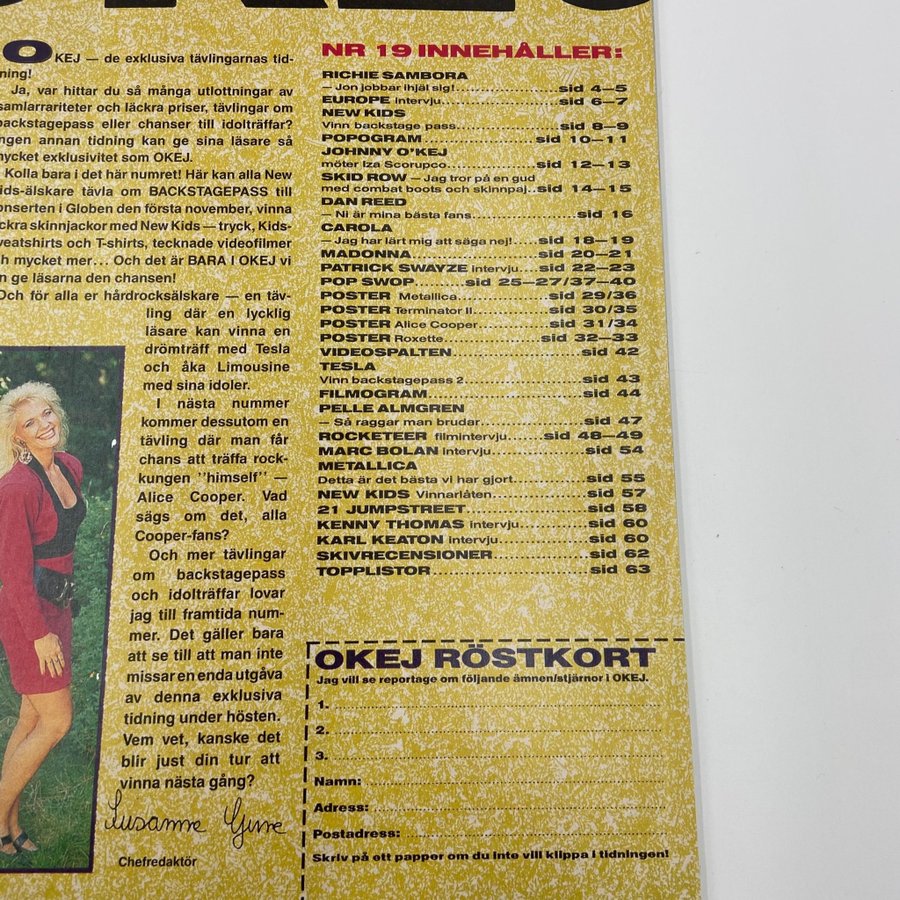 OKEJ — de exklusiva tävlingarnas tid-
ning!
Ja, var hittar du så många utlottningar av
samlarrariteter och läckra priser, tävlingar om
backstagepass eller chanser till idolträffar?
ngen annan tidning kan ge sina läsare så
mycket exklusivitet som OKEJ.
Kolla bara i det här numret! Här kan alla New
ids-älskare tävla om BACKSTAGEPASS till
onserten i Globen den första november, vinna
ckra skinnjackor med New Kids — tryck, Kids-
veatshirts och T-shirts, tecknade videofilmer
h mycket mer... Och det är BARA I OKEJ vi
n ge läsarna den chansen!
Och för alla er hårdrocksälskare — en täv-
ling där en lycklig
läsare kan vinna en
drömträff med Tesla
och åka Limousine
med sina idoler.
I nästa nummer
kommer dessutom en
tävling där man får
chans att träffa rock-
kungen "himself" —
Alice Cooper. Vad
sägs om det, alla
Cooper-fans?
Och mer tävlingar
om backstagepass
och idolträffar lovar
jag till framtida num-
mer. Det gäller bara
att se till att man inte
missar en enda utgåva
av denna exklusiva
tidning under hösten.
Vem vet, kanske det
blir just din tur att
vinna nästa gång?
Susanne
Chefredaktör
NR 19 INNEHÅLLER:
RICHIE SAMBORA
— Jon jobbar ihjäl sig!......sid 4—5
EUROPE intervju......sid 6—7
NEW KIDS
Vinn backstage pass......sid 8—9
POPOGRAM......sid 10—11
JOHNNY O'KEJ
möter Iza Scorupco......sid 12—13
SKID ROW — Jag tror på en gud
med combat boots och skinnpaj..sid 14—15
DAN REED
— Ni är mina bästa fans......sid 16
CAROLA
— Jag har lärt mig att säga nej!....sid 18—19
MADONNA......sid 20—21
PATRICK SWAYZE intervju....sid 22—23
POP SWOP......sid 25—27/37—40
POSTER Metallica......sid 29/36
POSTER Terminator II......sid 30/35
POSTER Alice Cooper......sid 31/34
POSTER Roxette......sid 32—33
VIDEOSPALTEN......sid 42
TESLA
Vinn backstagepass 2......sid 43
FILMOGRAM......sid 44
PELLE ALMGREN
— Så raggar man brudar......sid 47
ROCKETEER filmintervju......sid 48—49
MARC BOLAN intervju......sid 54
METALLICA
Detta är det bästa vi har gjort......sid 55
NEW KIDS Vinnarlåten......sid 57
21 JUMPSTREET......sid 58
KENNY THOMAS intervju......sid 60
KARL KEATON intervju......sid 60
SKIVRECENSIONER......sid 62
TOPPLISTOR......sid 63
OKEJ RÖSTKORT
Jag vill se reportage om följande ämnen/stjärnor i OKEJ.
1.
2.
3.
Namn:
Adress:
Postadress:
Skriv på ett papper om du inte vill klippa i tidningen!